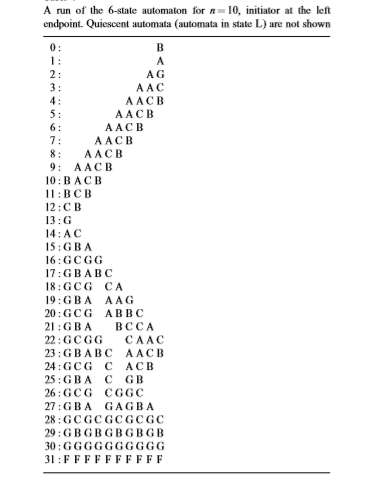 A run of the 6-state automaton for n = 10, initiator at the left
endpoint. Quiescent automata (automata in state L) are not shown
0: B
1: A
2: A G
3: A A C
4: A A C B
5: A A C B
6: A A C B
7: A A C B
8: A A C B
9: A A C B
10: B A C B
11: B C B
12: C B
13: G
14: A C
15: G B A
16: G C G G
17: G B A B C
18: G C G C A
19: G B A A A G
20: G C G A B B C
21: G B A B C C A
22: G C G G C A A C
23: G B A B C A A C B
24: G C G C A C B
25: G B A C G B
26: G C G C G G C
27: G B A G A G B A
28: G C G C G C G C G C
29: G B G B G B G B G B
30: G G G G G G G G G G
31: F F F F F F F F F F